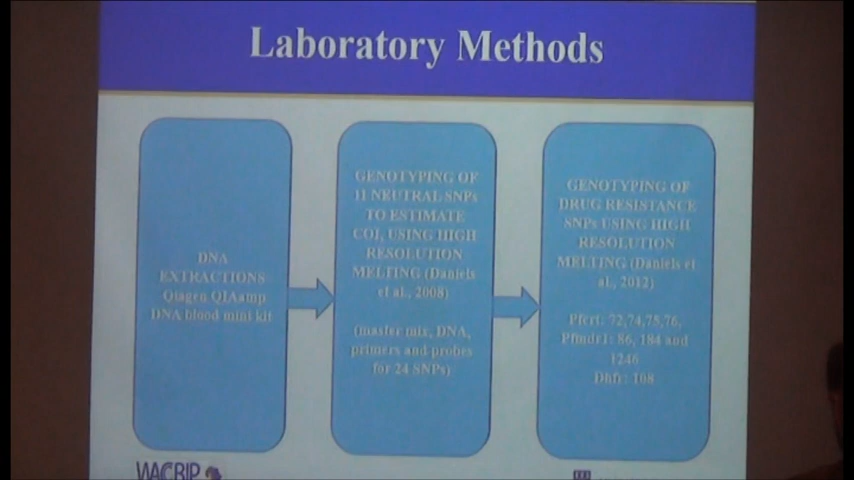 Laboratory Methods
DNA
EXTRACTIONS
Qiagen QIAamp
DNA blood mini kit
GENOTYPING OF
11 NEUTRAL SNPs
TO ESTIMATE
COI, USING HIGH
RESOLUTION
MELTING (Daniels
et al., 2008)
(master mix, DNA,
primers and probes
for 24 SNPs)
GENOTYPING OF
DRUG RESISTANCE
SNPs USING HIGH
RESOLUTION
MELTING (Daniels et
al., 2012)
Pfcrt: 72,74,75,76,
Pfmdr1: 86, 184 and
1246
Dhfr: 108
WACBIP